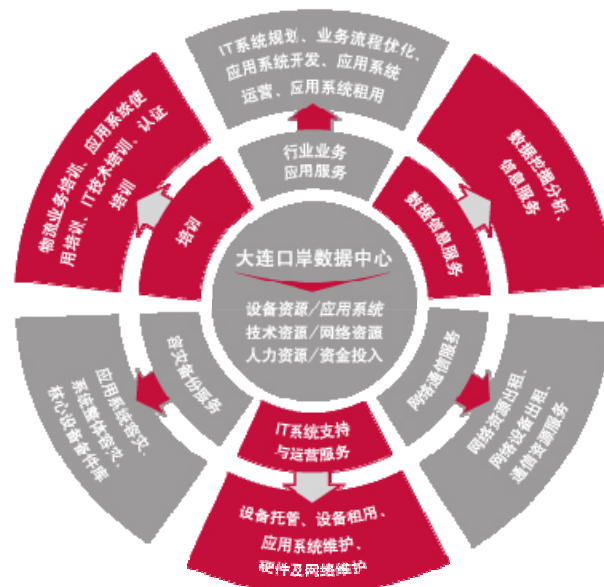 IT系统规划、业务流程优化、
应用系统开发、应用系统
运营、应用系统租用
行业业务
应用服务
数据挖掘分析、
信息服务
数据信息服务
网络资源出租、
网络设备出租、
通信资源服务
网络通信服务
IT系统支持
与运营服务
设备托管、设备租用、
应用系统维护、
硬件及网络维护
容灾备份服务
应用系统容灾、
系统整体容灾、
核心设备备件库
培训
物流业务培训、应用系统使
用培训、IT技术培训、认证
培训
大连口岸数据中心
设备资源/应用系统
技术资源/网络资源
人力资源/资金投入